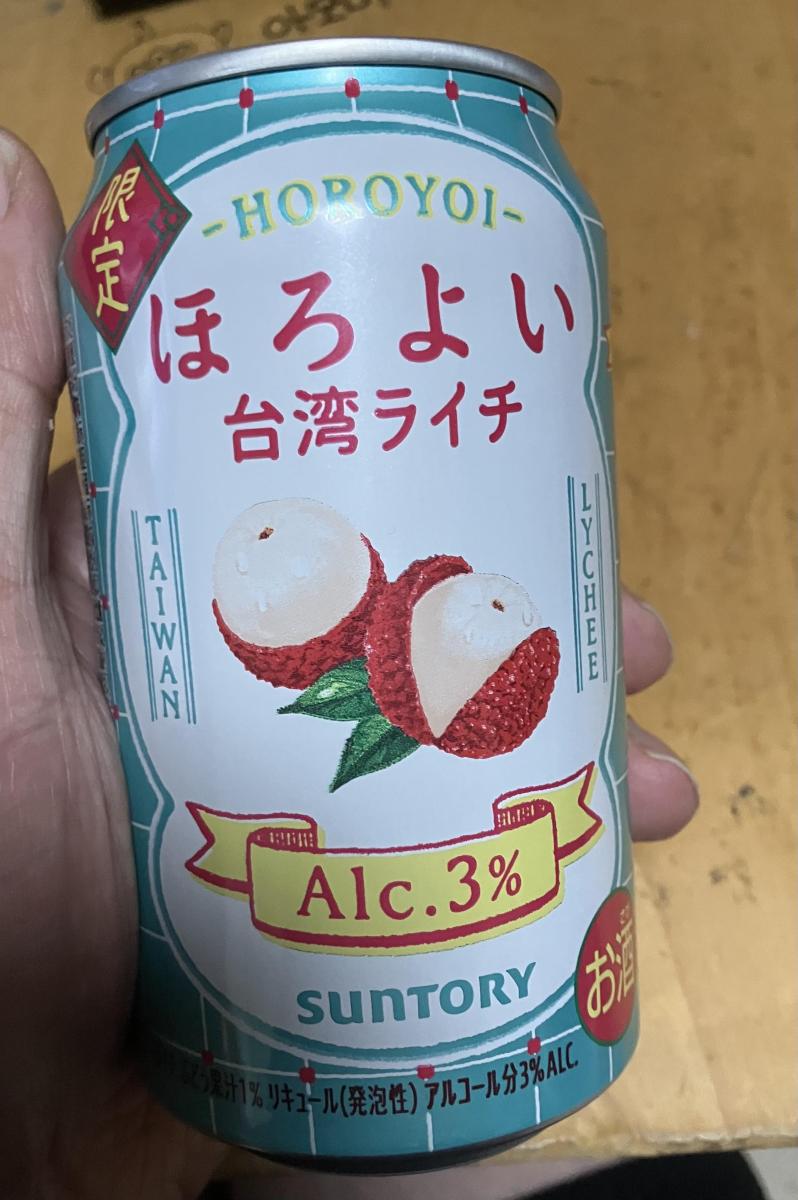 限定
-HOROYOI-
ほろよい
台湾ライチ
TAIWAN
LYCHEE
Alc.3%
SUNTORY
お酒
果汁1% リキュール(発泡性) アルコール分3%ALC.